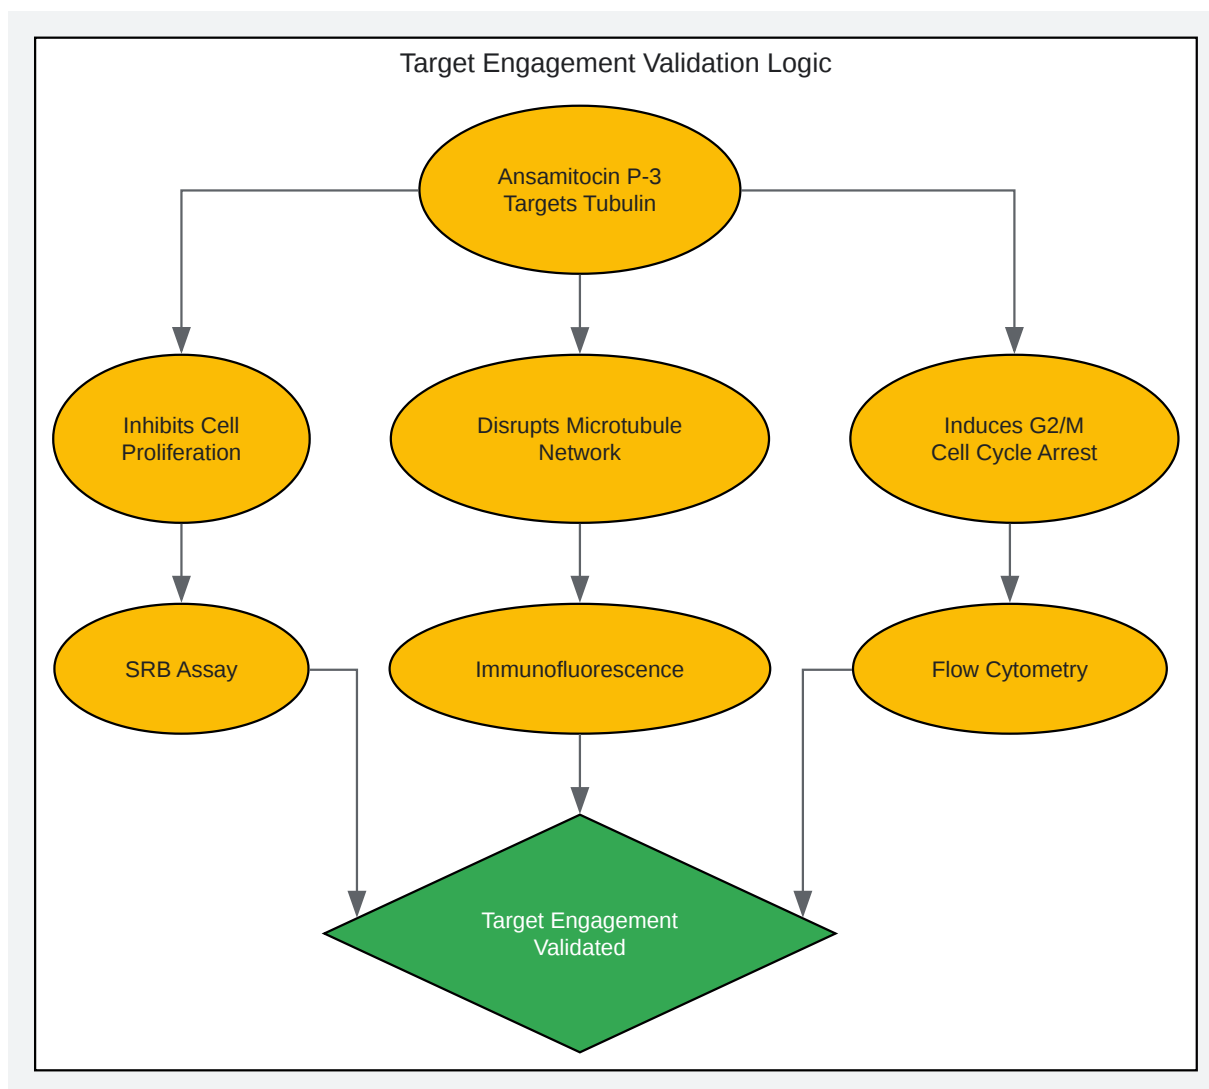 Target Engagement Validation Logic
Ansamitocin P-3
Targets Tubulin
Inhibits Cell
Proliferation
Disrupts Microtubule
Network
Induces G2/M
Cell Cycle Arrest
SRB Assay
Immunofluorescence
Flow Cytometry
Target Engagement
Validated